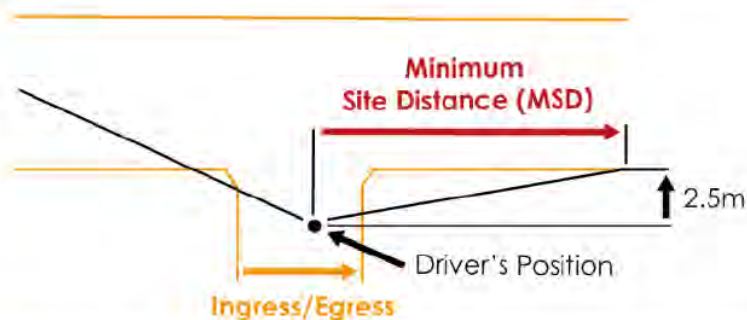 Minimum
Site Distance (MSD)
2.5m
Driver's Position
Ingress/Egress